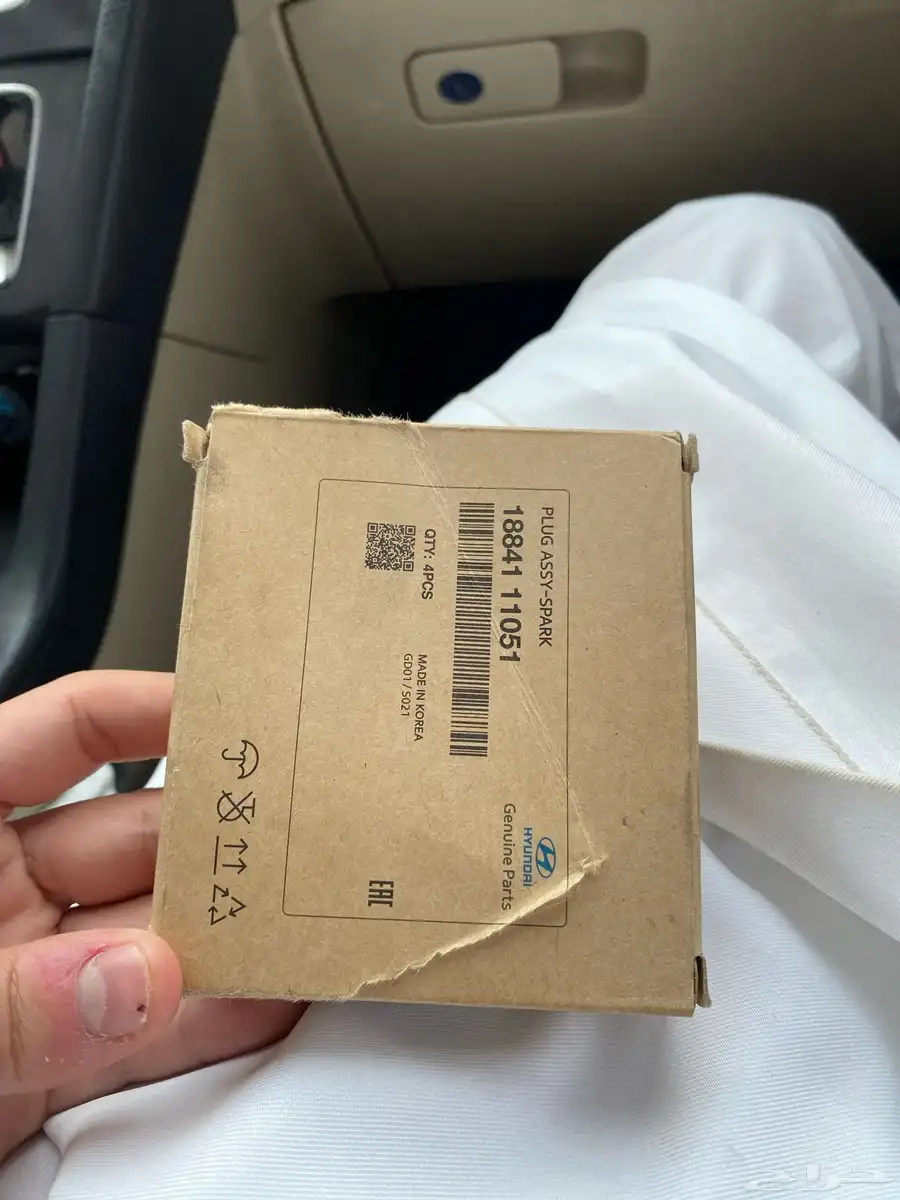 PLUG ASSY-SPARK
18841 11051
HYUNDAI
Genuine Parts
QTY: 4PCS
MADE IN KOREA
GD01 / S021
EAC
حراج